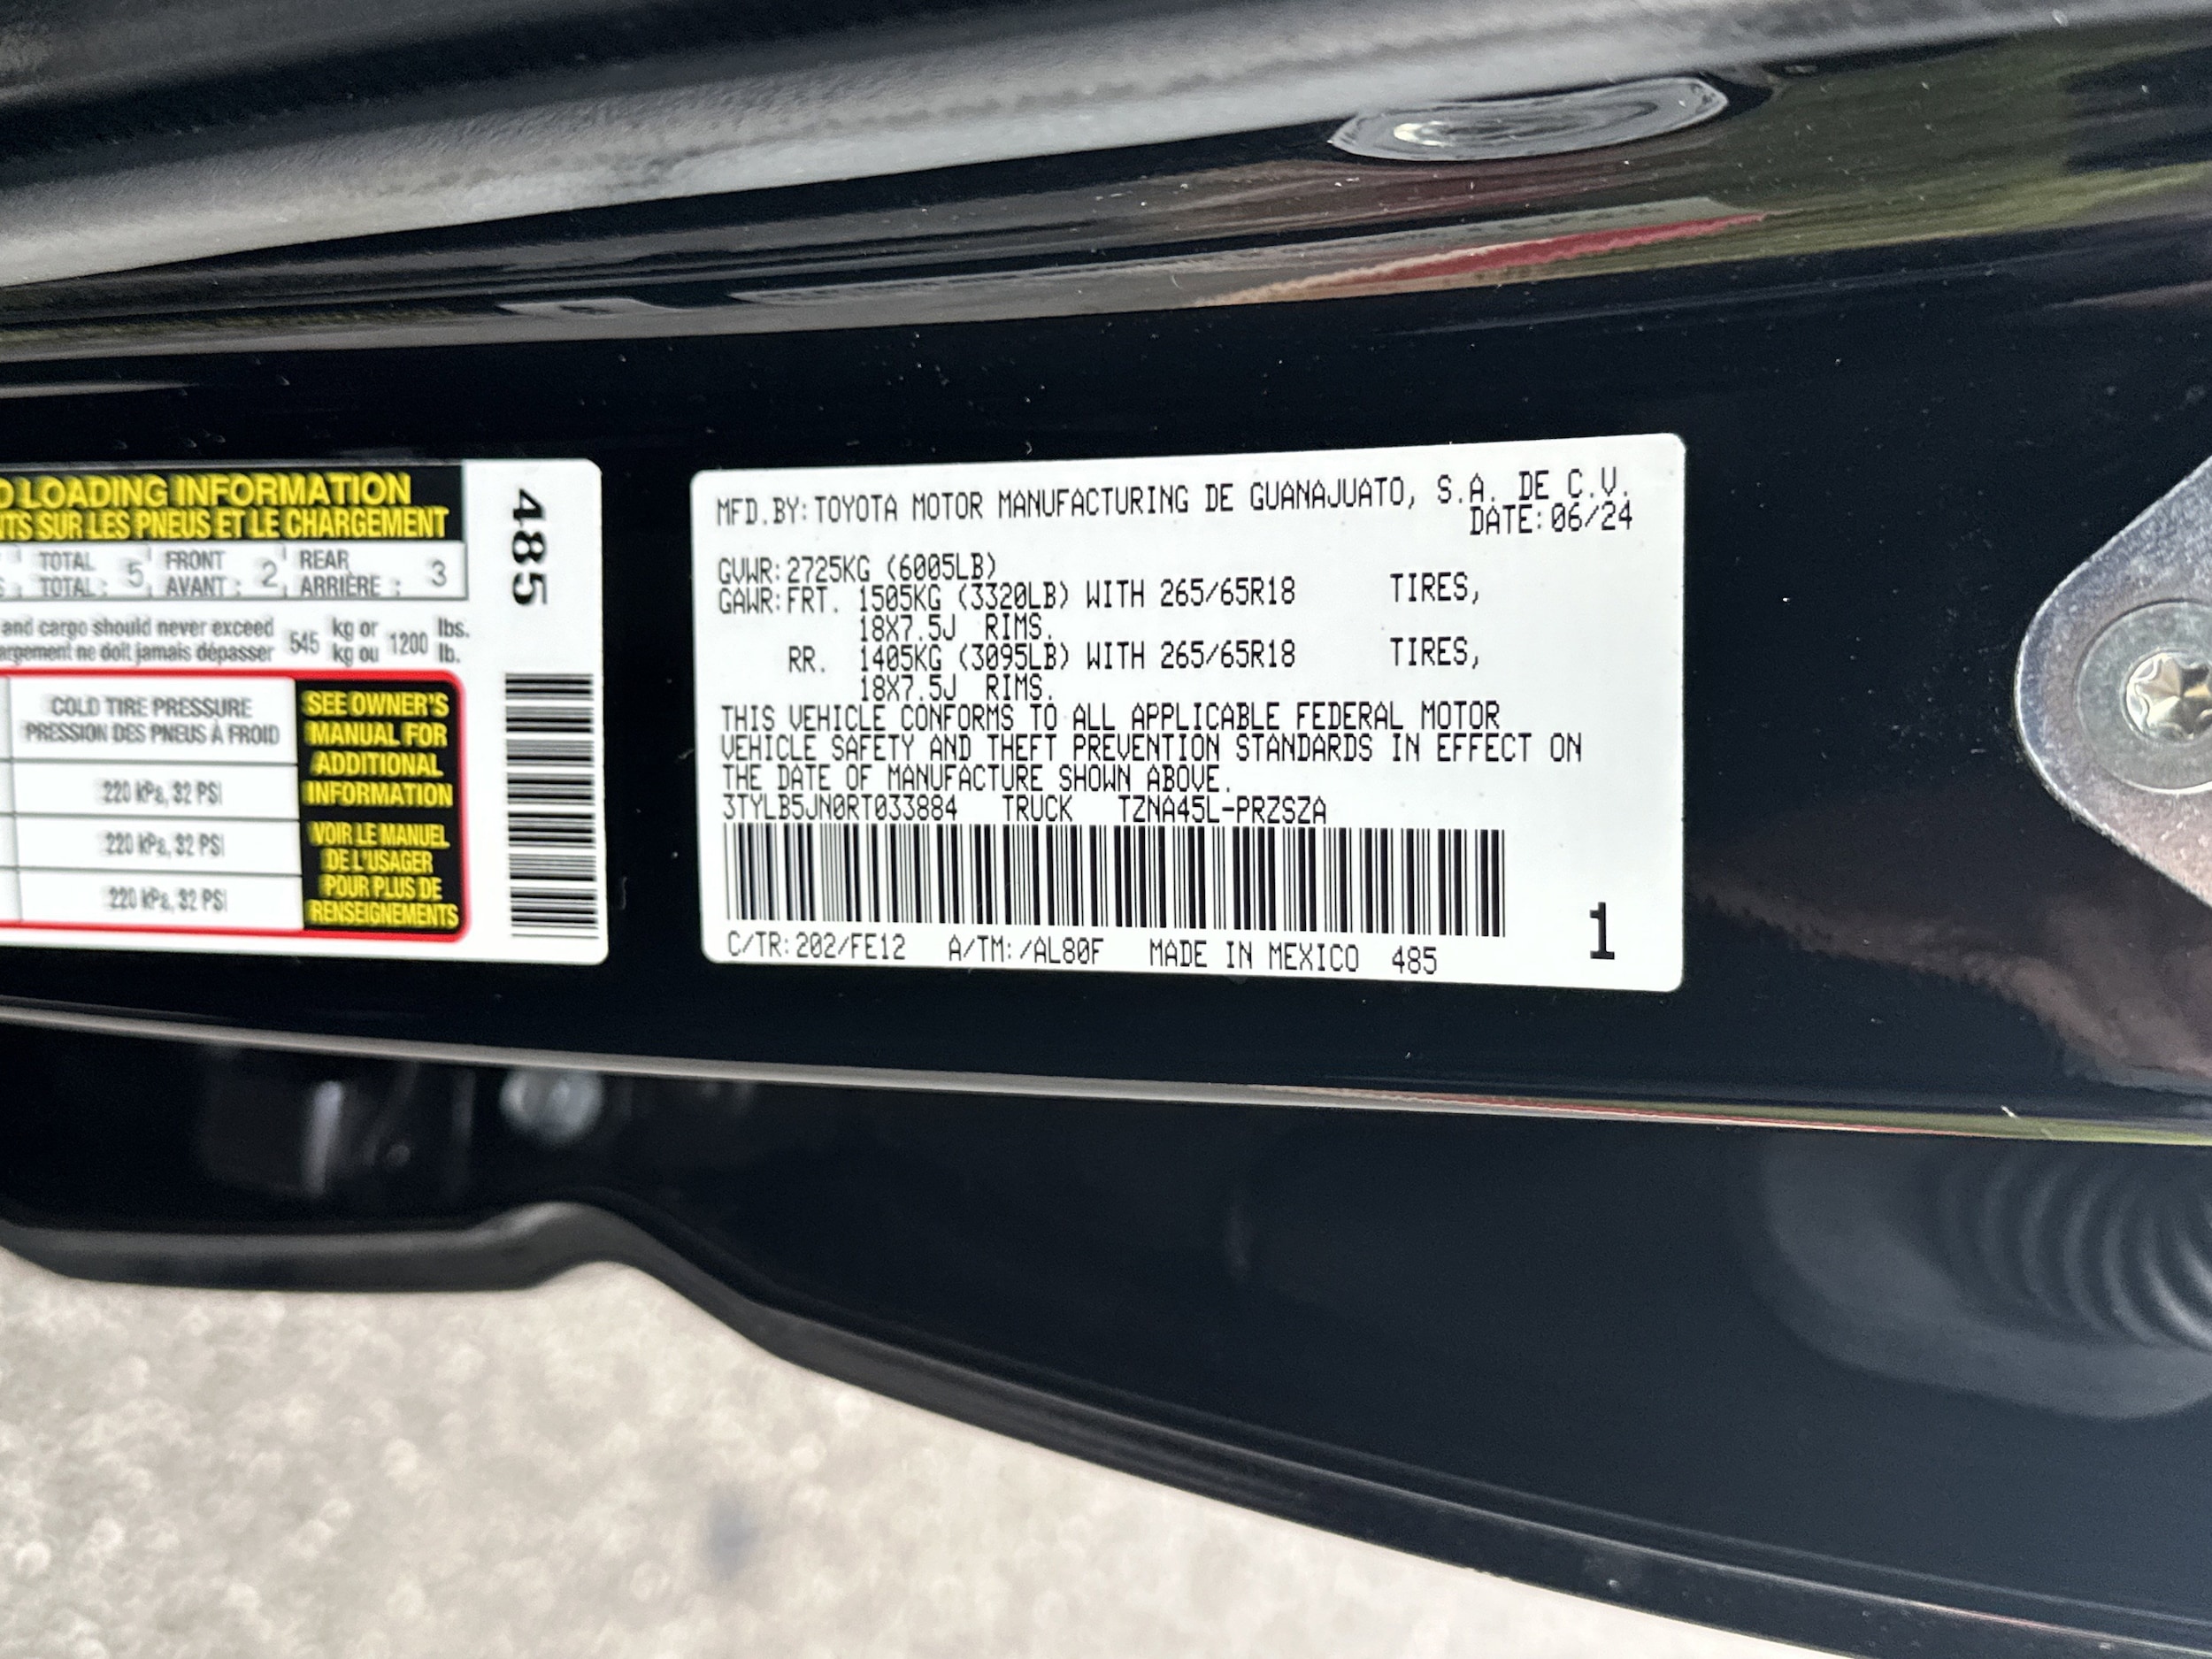 LOADING INFORMATION
SUR LES PNEUS ET LE CHARGEMENT
TOTAL FRONT REAR
TOTAL : 5 AVANT : 2 ARRIÈRE : 3
and cargo should never exceed 545 kg or 1200 lbs.
ne doit jamais dépasser kg ou lb.
COLD TIRE PRESSURE
PRESSION DES PNEUS À FROID
220 kPa, 32 PSI
220 kPa, 32 PSI
220 kPa, 32 PSI
SEE OWNER'S
MANUAL FOR
ADDITIONAL
INFORMATION
VOIR LE MANUEL
DE L'USAGER
POUR PLUS DE
RENSEIGNEMENTS
485
MFD.BY:TOYOTA MOTOR MANUFACTURING DE GUANAJUATO, S.A. DE C.V.
DATE:06/24
GVWR:2725KG (6005LB)
GAWR:FRT. 1505KG (3320LB) WITH 265/65R18 TIRES,
18X7.5J RIMS.
RR. 1405KG (3095LB) WITH 265/65R18 TIRES,
18X7.5J RIMS.
THIS VEHICLE CONFORMS TO ALL APPLICABLE FEDERAL MOTOR
VEHICLE SAFETY AND THEFT PREVENTION STANDARDS IN EFFECT ON
THE DATE OF MANUFACTURE SHOWN ABOVE.
3TYLB5JN0RT033884 TRUCK TZNA45L-PRZSZA
C/TR:202/FE12 A/TM:/AL80F MADE IN MEXICO 485
1